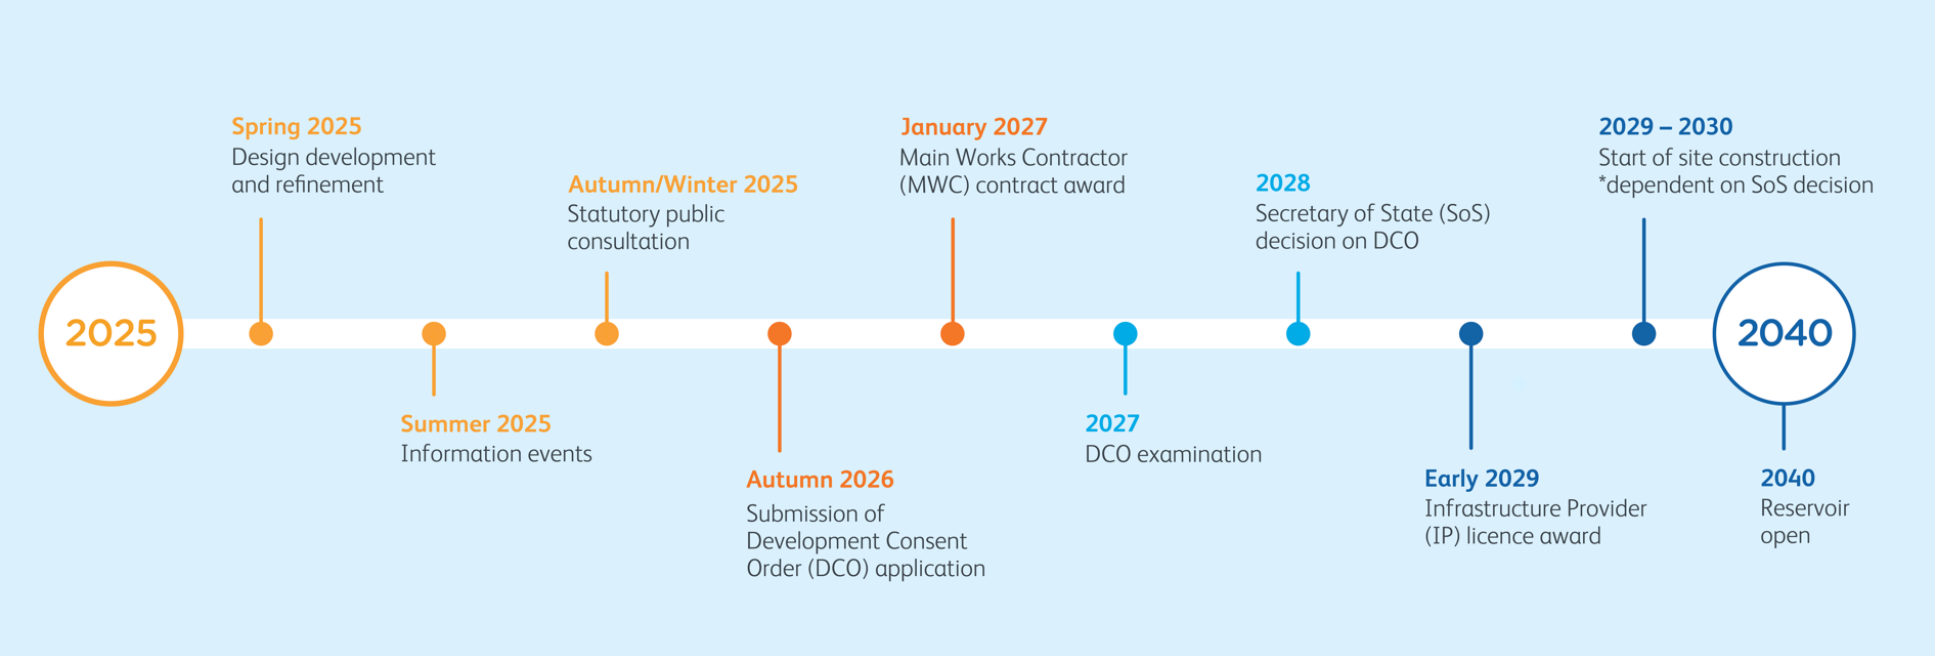 2025
Spring 2025
Design development
and refinement
Summer 2025
Information events
Autumn/Winter 2025
Statutory public
consultation
Autumn 2026
Submission of
Development Consent
Order (DCO) application
January 2027
Main Works Contractor
(MWC) contract award
2027
DCO examination
2028
Secretary of State (SoS)
decision on DCO
Early 2029
Infrastructure Provider
(IP) licence award
2029 – 2030
Start of site construction
*dependent on SoS decision
2040
2040
Reservoir
open